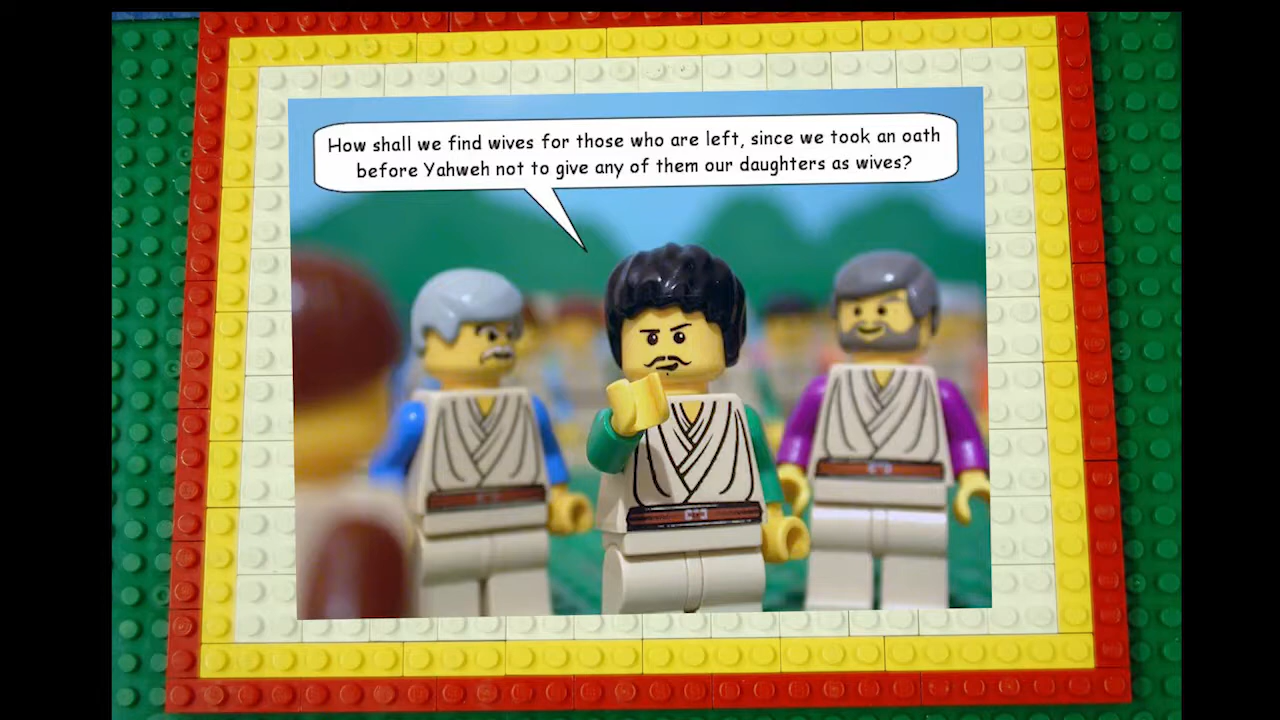 How shall we find wives for those who are left, since we took an oath
before Yahweh not to give any of them our daughters as wives?